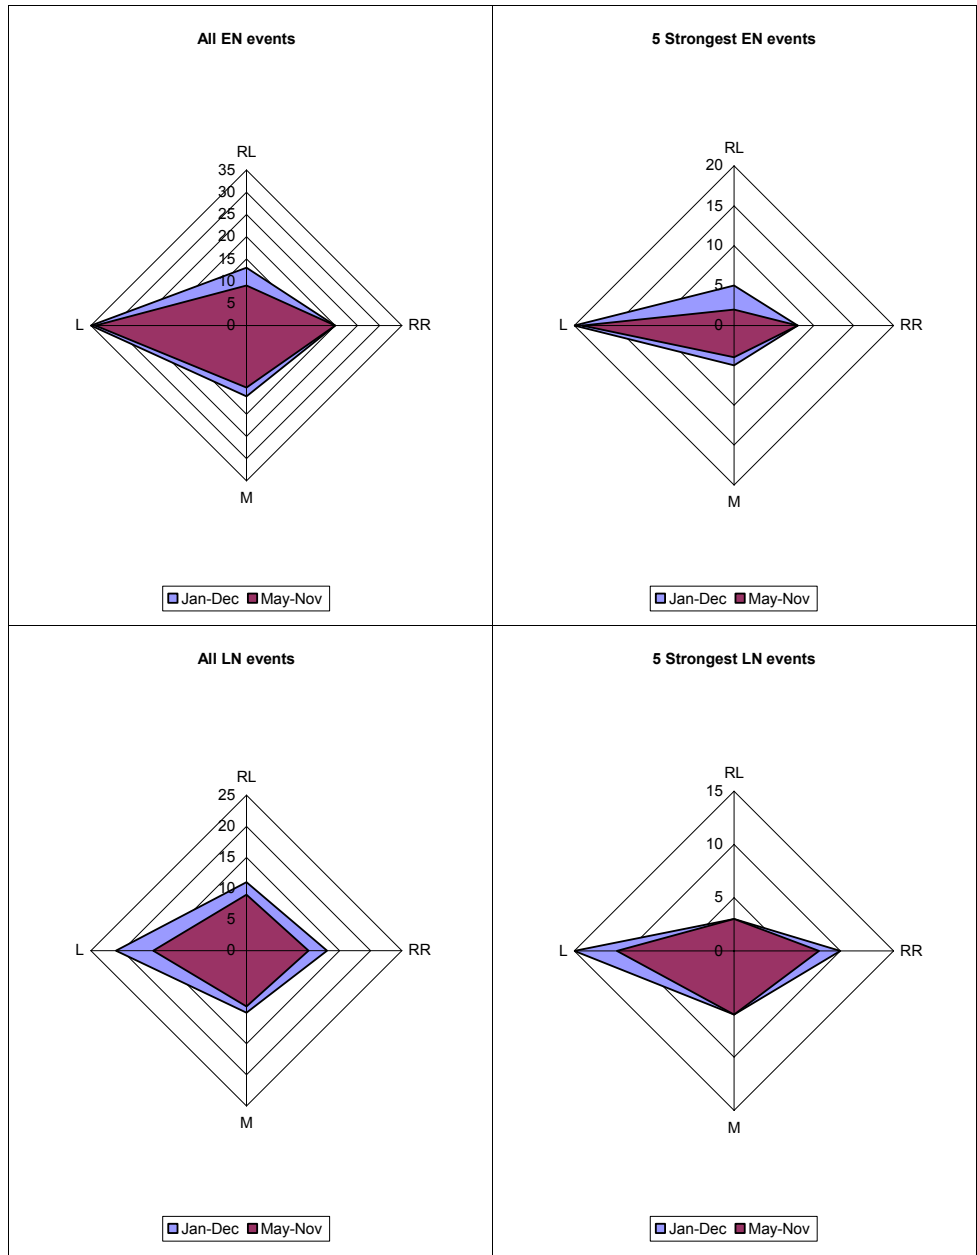 All EN events
RL
35
30
25
20
15
10
5
0
L
RR
M
Jan-Dec May-Nov
5 Strongest EN events
RL
20
15
10
5
0
L
RR
M
Jan-Dec May-Nov
All LN events
RL
25
20
15
10
5
0
L
RR
M
Jan-Dec May-Nov
5 Strongest LN events
RL
15
10
5
0
L
RR
M
Jan-Dec May-Nov